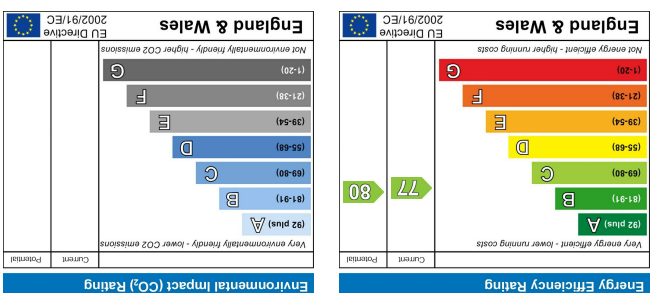 Energy Efficiency Rating
Current
Potential
Very energy efficient - lower running costs
(92 plus) A
(81-91) B
(69-80) C
(55-68) D
(39-54) E
(21-38) F
(1-20) G
77
80
Not energy efficient - higher running costs
England & Wales
EU Directive
2002/91/EC
Environmental Impact (CO₂) Rating
Current
Potential
Very environmentally friendly - lower CO2 emissions
(92 plus) A
(81-91) B
(69-80) C
(55-68) D
(39-54) E
(21-38) F
(1-20) G
Not environmentally friendly - higher CO2 emissions
England & Wales
EU Directive
2002/91/EC